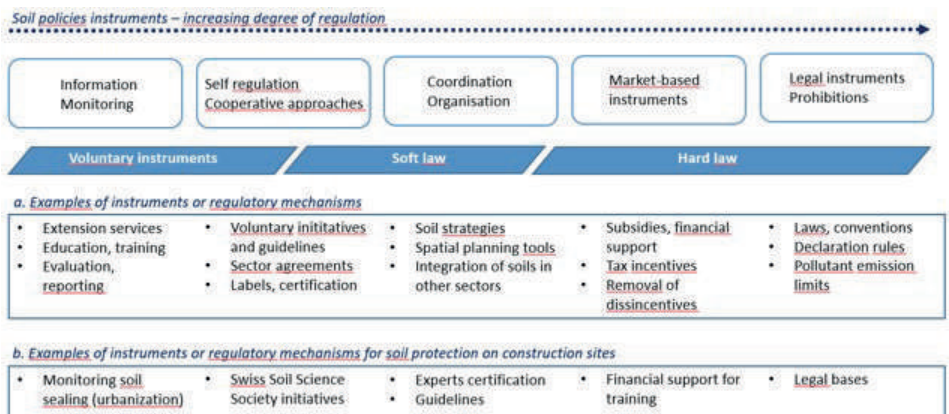 Soil policies instruments – increasing degree of regulation
Information
Monitoring
Self regulation
Cooperative approaches
Coordination
Organisation
Market-based
instruments
Legal instruments
Prohibitions
Voluntary instruments
Soft law
Hard law
a. Examples of instruments or regulatory mechanisms
• Extension services
• Education, training
• Evaluation,
reporting
• Voluntary inititatives
and guidelines
• Sector agreements
• Labels, certification
• Soil strategies
• Spatial planning tools
• Integration of soils in
other sectors
• Subsidies, financial
support
• Tax incentives
• Removal of
dissincentives
• Laws, conventions
• Declaration rules
• Pollutant emission
limits
b. Examples of instruments or regulatory mechanisms for soil protection on construction sites
• Monitoring soil
sealing (urbanization)
• Swiss Soil Science
Society initiatives
• Experts certification
• Guidelines
• Financial support for
training
• Legal bases